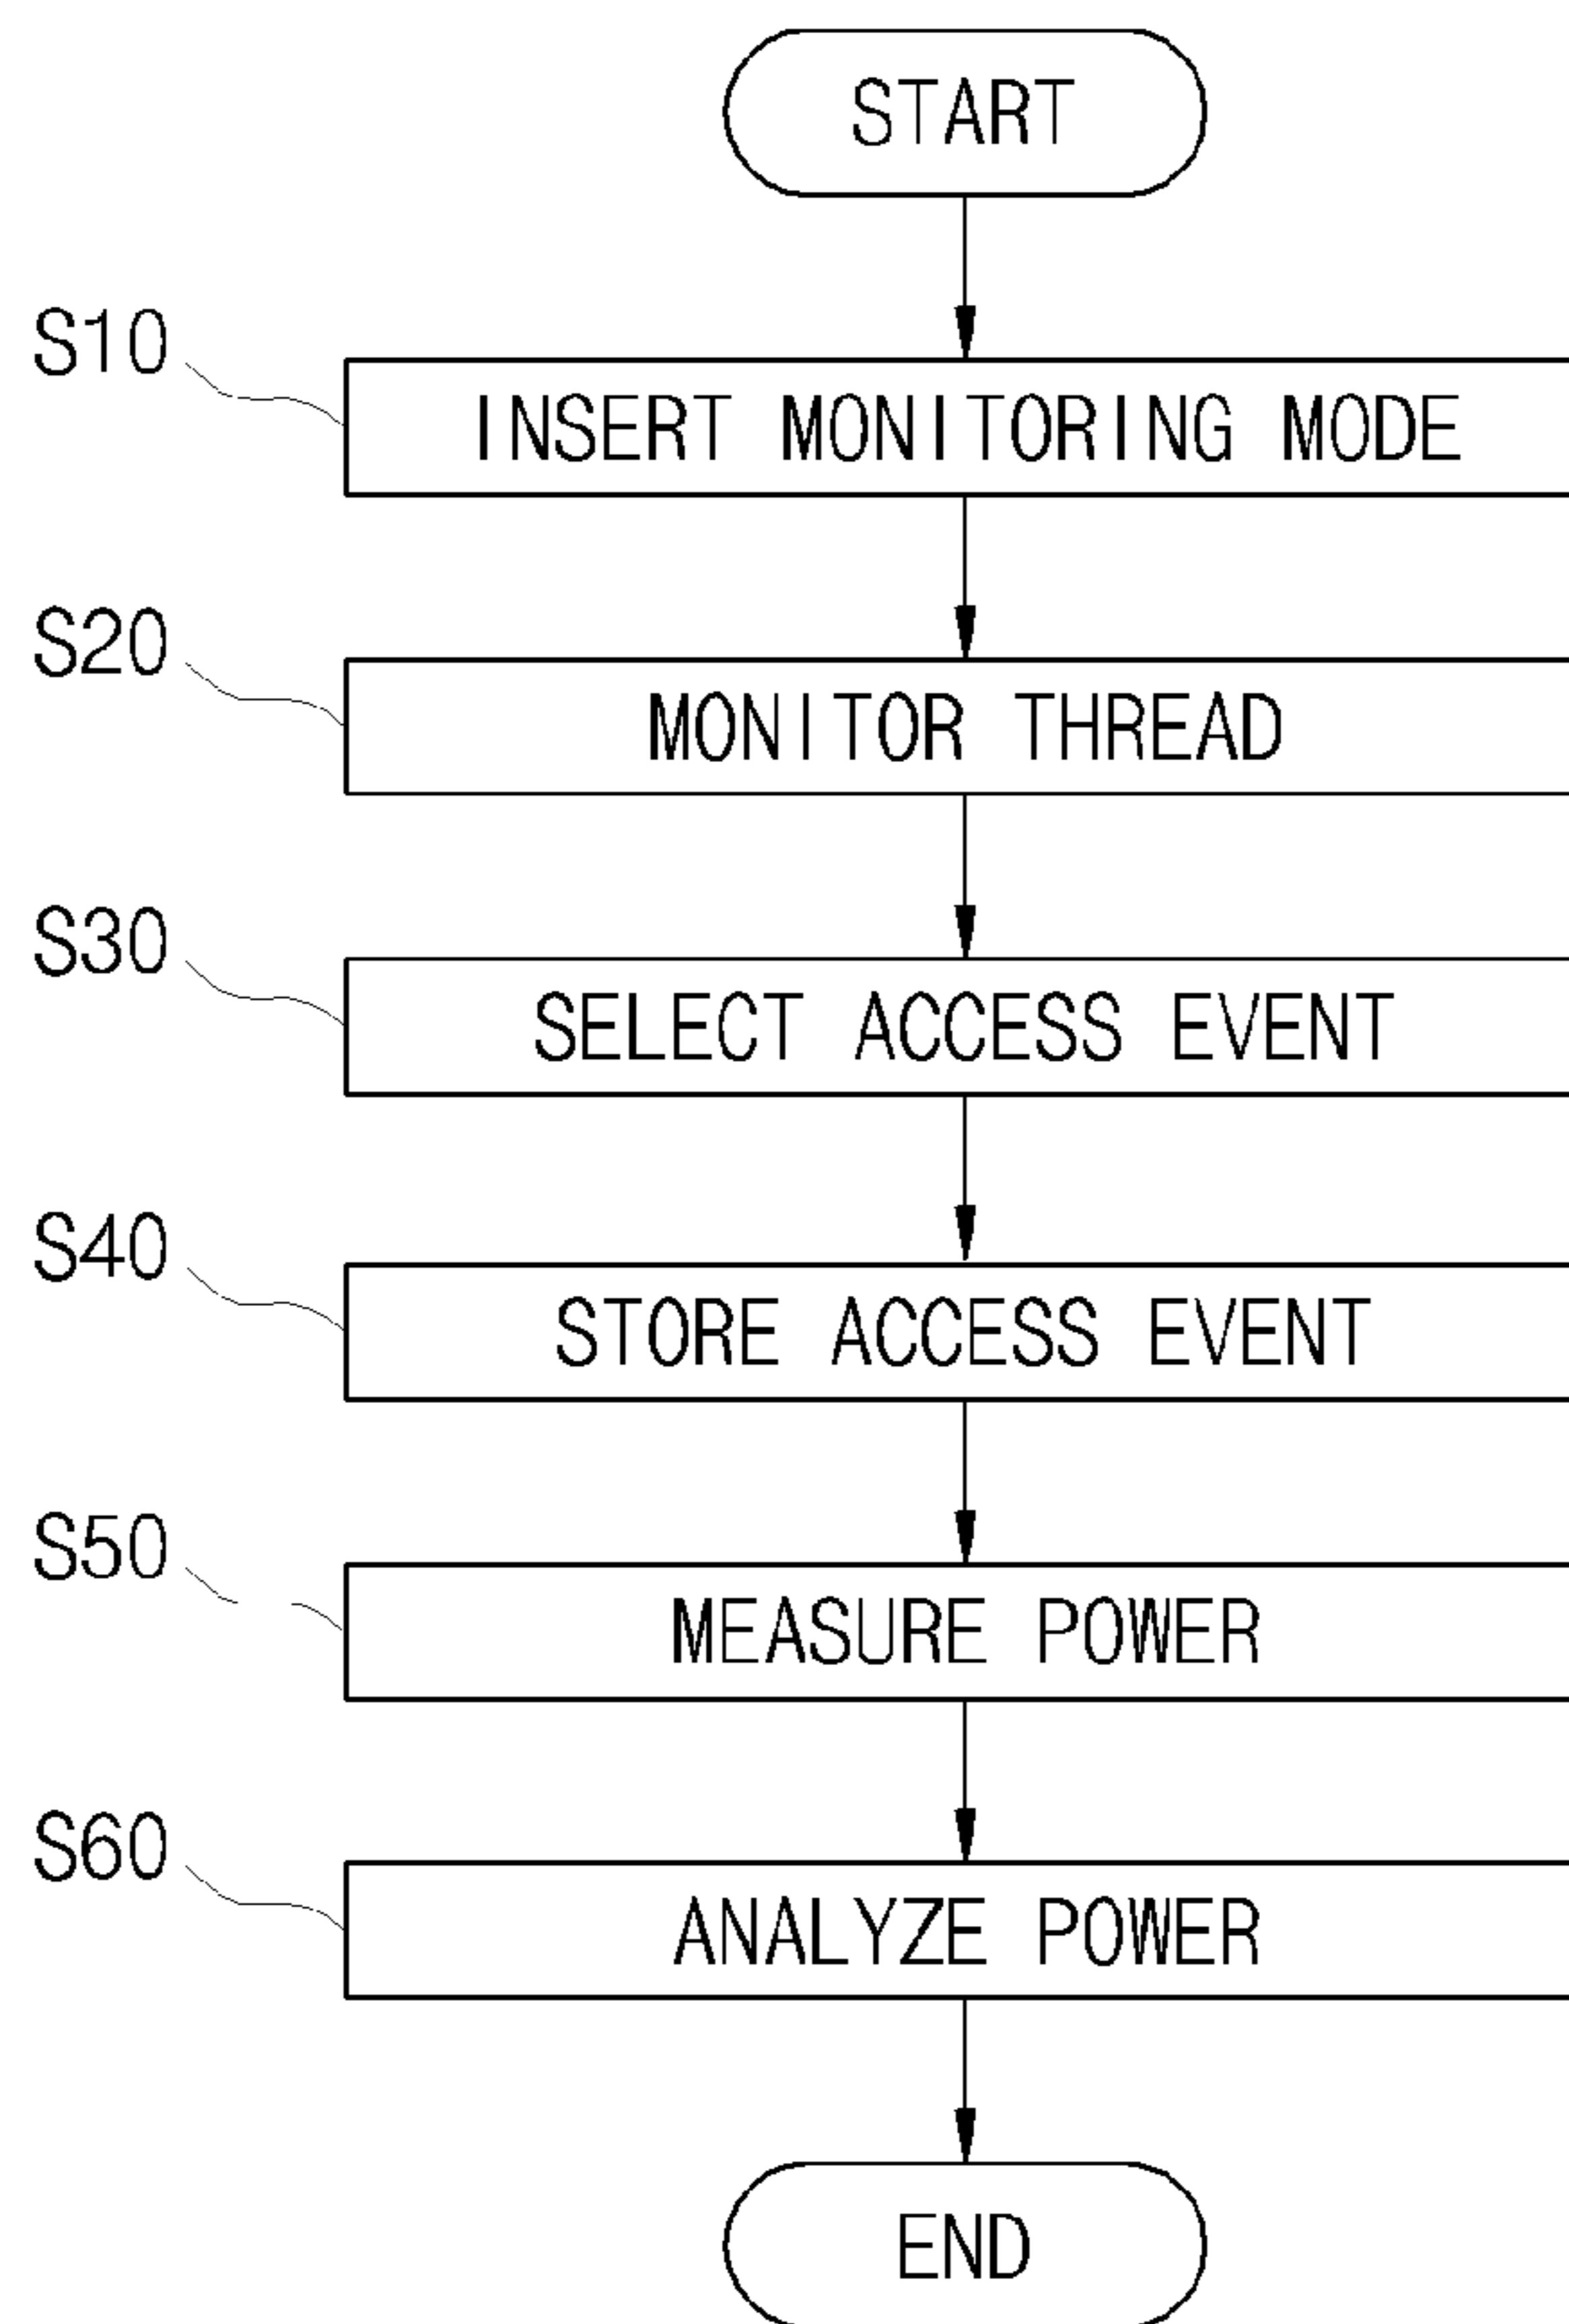 START
S10
INSERT MONITORING MODE
S20
MONITOR THREAD
S30
SELECT ACCESS EVENT
S40
STORE ACCESS EVENT
S50
MEASURE POWER
S60
ANALYZE POWER
END